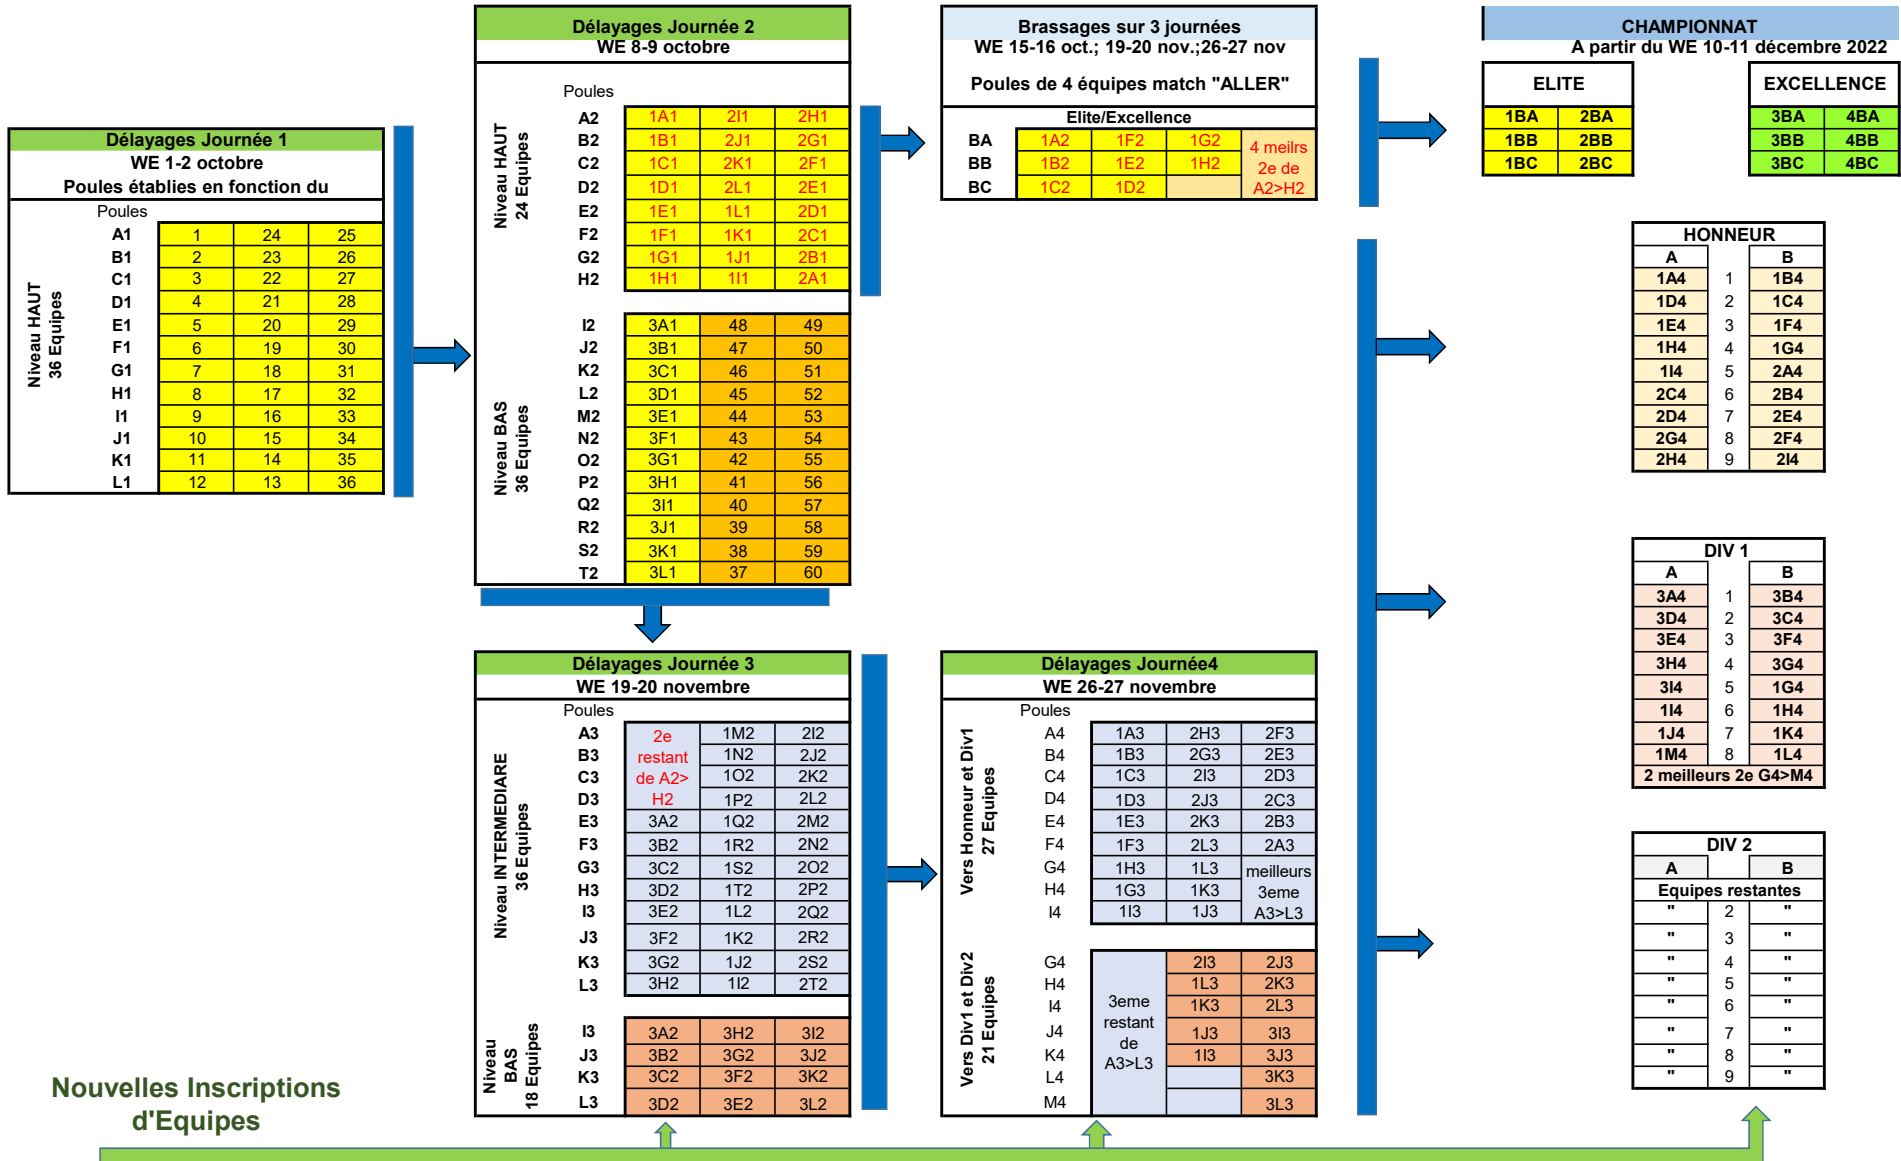 Délayages Journée 1
WE 1-2 octobre
Poules établies en fonction du
Niveau HAUT
36 Equipes
Poules
A1 1 24 25
B1 2 23 26
C1 3 22 27
D1 4 21 28
E1 5 20 29
F1 6 19 30
G1 7 18 31
H1 8 17 32
I1 9 16 33
J1 10 15 34
K1 11 14 35
L1 12 13 36
Délayages Journée 2
WE 8-9 octobre
Poules
Niveau HAUT
24 Equipes
A2 1A1 2I1 2H1
B2 1B1 2J1 2G1
C2 1C1 2K1 2F1
D2 1D1 2L1 2E1
E2 1E1 1L1 2D1
F2 1F1 1K1 2C1
G2 1G1 1J1 2B1
H2 1H1 1I1 2A1
Niveau BAS
36 Equipes
I2 3A1 48 49
J2 3B1 47 50
K2 3C1 46 51
L2 3D1 45 52
M2 3E1 44 53
N2 3F1 43 54
O2 3G1 42 55
P2 3H1 41 56
Q2 3I1 40 57
R2 3J1 39 58
S2 3K1 38 59
T2 3L1 37 60
Brassages sur 3 journées
WE 15-16 oct.; 19-20 nov.;26-27 nov
Poules de 4 équipes match "ALLER"
Elite/Excellence
BA 1A2 1F2 1G2
BB 1B2 1E2 1H2
BC 1C2 1D2
4 meilrs
2e de
A2>H2
CHAMPIONNAT
A partir du WE 10-11 décembre 2022
ELITE
1BA 2BA
1BB 2BB
1BC 2BC
EXCELLENCE
3BA 4BA
3BB 4BB
3BC 4BC
HONNEUR
A B
1A4 1 1B4
1D4 2 1C4
1E4 3 1F4
1H4 4 1G4
1I4 5 2A4
2C4 6 2B4
2D4 7 2E4
2G4 8 2F4
2H4 9 2I4
DIV 1
A B
3A4 1 3B4
3D4 2 3C4
3E4 3 3F4
3H4 4 3G4
3I4 5 1G4
1I4 6 1H4
1J4 7 1K4
1M4 8 1L4
2 meilleurs 2e G4>M4
DIV 2
A B
Equipes restantes
" 2 "
" 3 "
" 4 "
" 5 "
" 6 "
" 7 "
" 8 "
" 9 "
Délayages Journée 3
WE 19-20 novembre
Poules
Niveau INTERMEDIARE
36 Equipes
2e
restant
de A2>
H2
A3 1M2 2I2
B3 1N2 2J2
C3 1O2 2K2
D3 1P2 2L2
E3 3A2 1Q2 2M2
F3 3B2 1R2 2N2
G3 3C2 1S2 2O2
H3 3D2 1T2 2P2
I3 3E2 1L2 2Q2
J3 3F2 1K2 2R2
K3 3G2 1J2 2S2
L3 3H2 1I2 2T2
Niveau
BAS
18 Equipes
I3 3A2 3H2 3I2
J3 3B2 3G2 3J2
K3 3C2 3F2 3K2
L3 3D2 3E2 3L2
Délayages Journée4
WE 26-27 novembre
Poules
Vers Honneur et Div1
27 Equipes
A4 1A3 2H3 2F3
B4 1B3 2G3 2E3
C4 1C3 2I3 2D3
D4 1D3 2J3 2C3
E4 1E3 2K3 2B3
F4 1F3 2L3 2A3
G4 1H3 1L3
H4 1G3 1K3
I4 1I3 1J3
meilleurs
3eme
A3>L3
Vers Div1 et Div2
21 Equipes
G4 2I3 2J3
H4 1L3 2K3
I4 1K3 2L3
J4 1J3 3I3
K4 1I3 3J3
L4 3K3
M4 3L3
3eme
restant
de
A3>L3
Nouvelles Inscriptions
d'Equipes